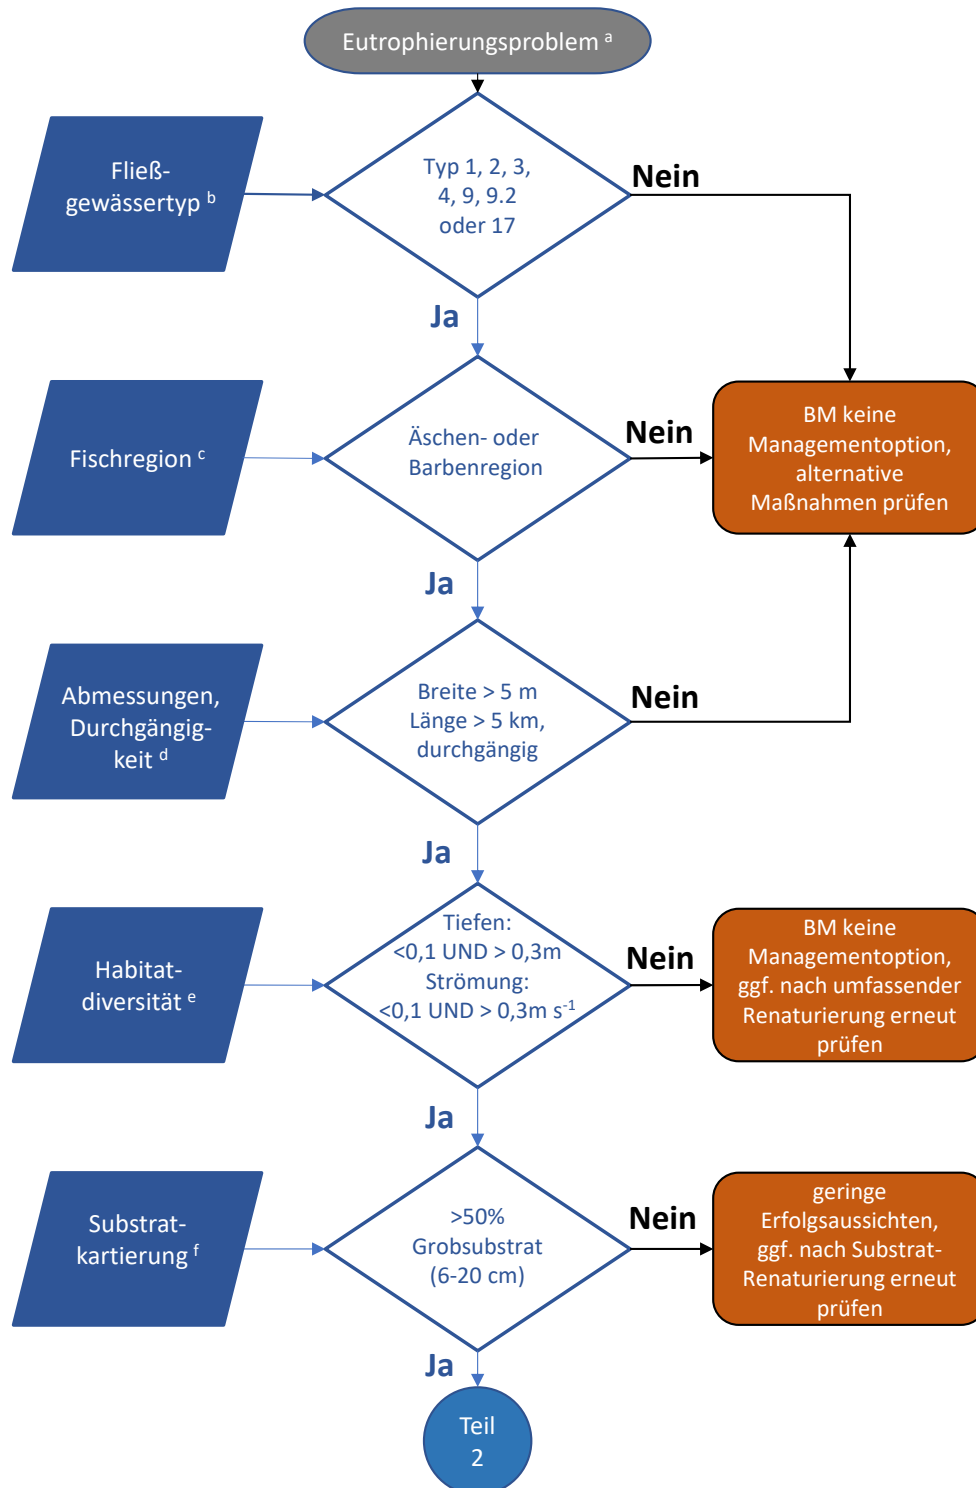 Eutrophierungsproblem ᵃ
Fließ-
gewässertyp ᵇ
Typ 1, 2, 3,
4, 9, 9.2
oder 17
Nein
Ja
Fischregion ᶜ
Äschen- oder
Barbenregion
Nein
BM keine
Managementoption,
alternative
Maßnahmen prüfen
Ja
Abmessungen,
Durchgängig-
keit ᵈ
Breite > 5 m
Länge > 5 km,
durchgängig
Nein
Ja
Habitat-
diversität ᵉ
Tiefen:
<0,1 UND > 0,3m
Strömung:
<0,1 UND > 0,3m s⁻¹
Nein
BM keine
Managementoption,
ggf. nach umfassender
Renaturierung erneut
prüfen
Ja
Substrat-
kartierung ᶠ
>50%
Grobsubstrat
(6-20 cm)
Nein
geringe
Erfolgsaussichten,
ggf. nach Substrat-
Renaturierung erneut
prüfen
Ja
Teil
2